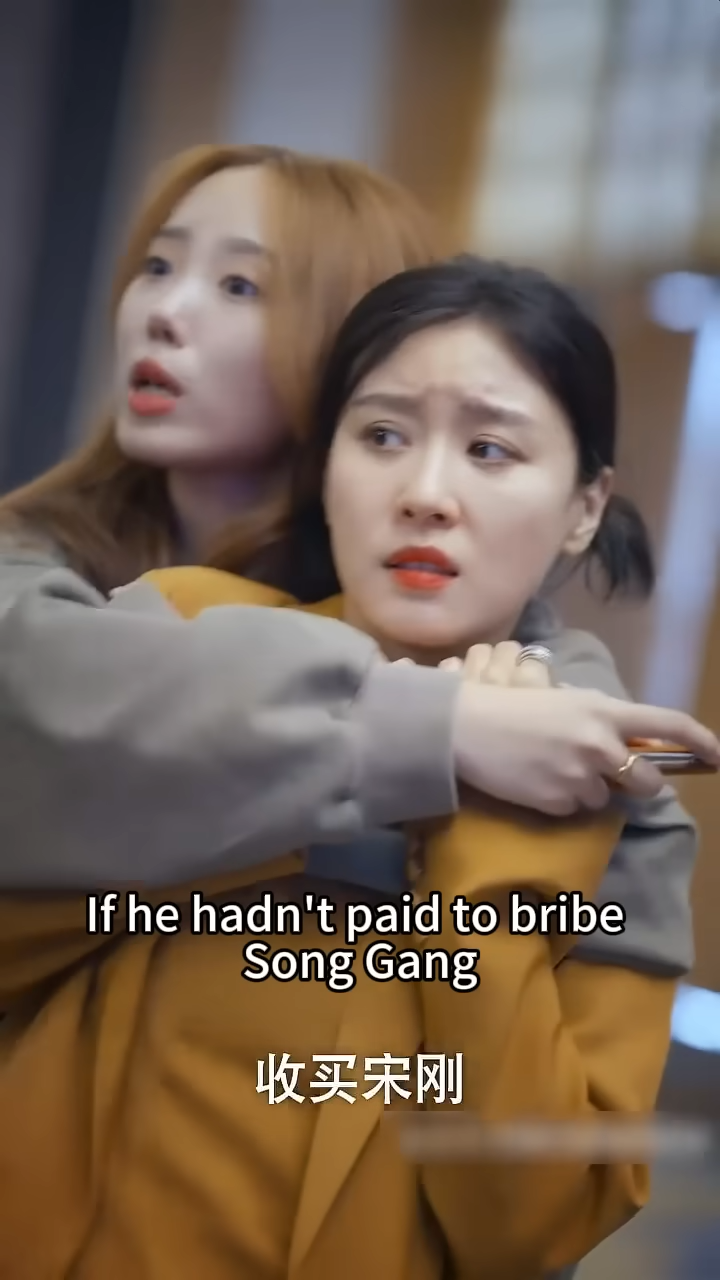 If he hadn't paid to bribe
Song Gang
收买宋刚